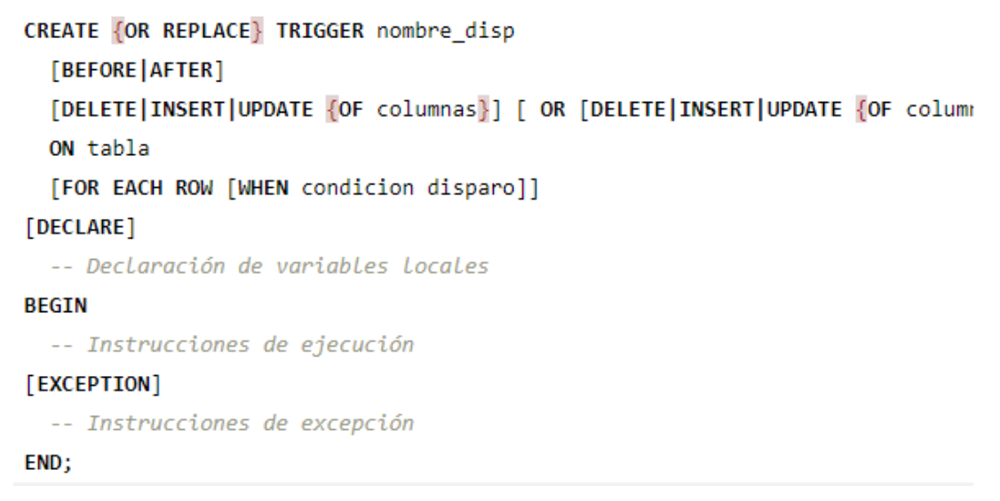 CREATE {OR REPLACE} TRIGGER nombre_disp
[BEFORE|AFTER]
[DELETE|INSERT|UPDATE {OF columnas}] [ OR [DELETE|INSERT|UPDATE {OF
ON tabla
[FOR EACH ROW [WHEN condicion disparo]]
[DECLARE]
-- Declaración de variables locales
BEGIN
-- Instrucciones de ejecución
[EXCEPTION]
-- Instrucciones de excepción
END;